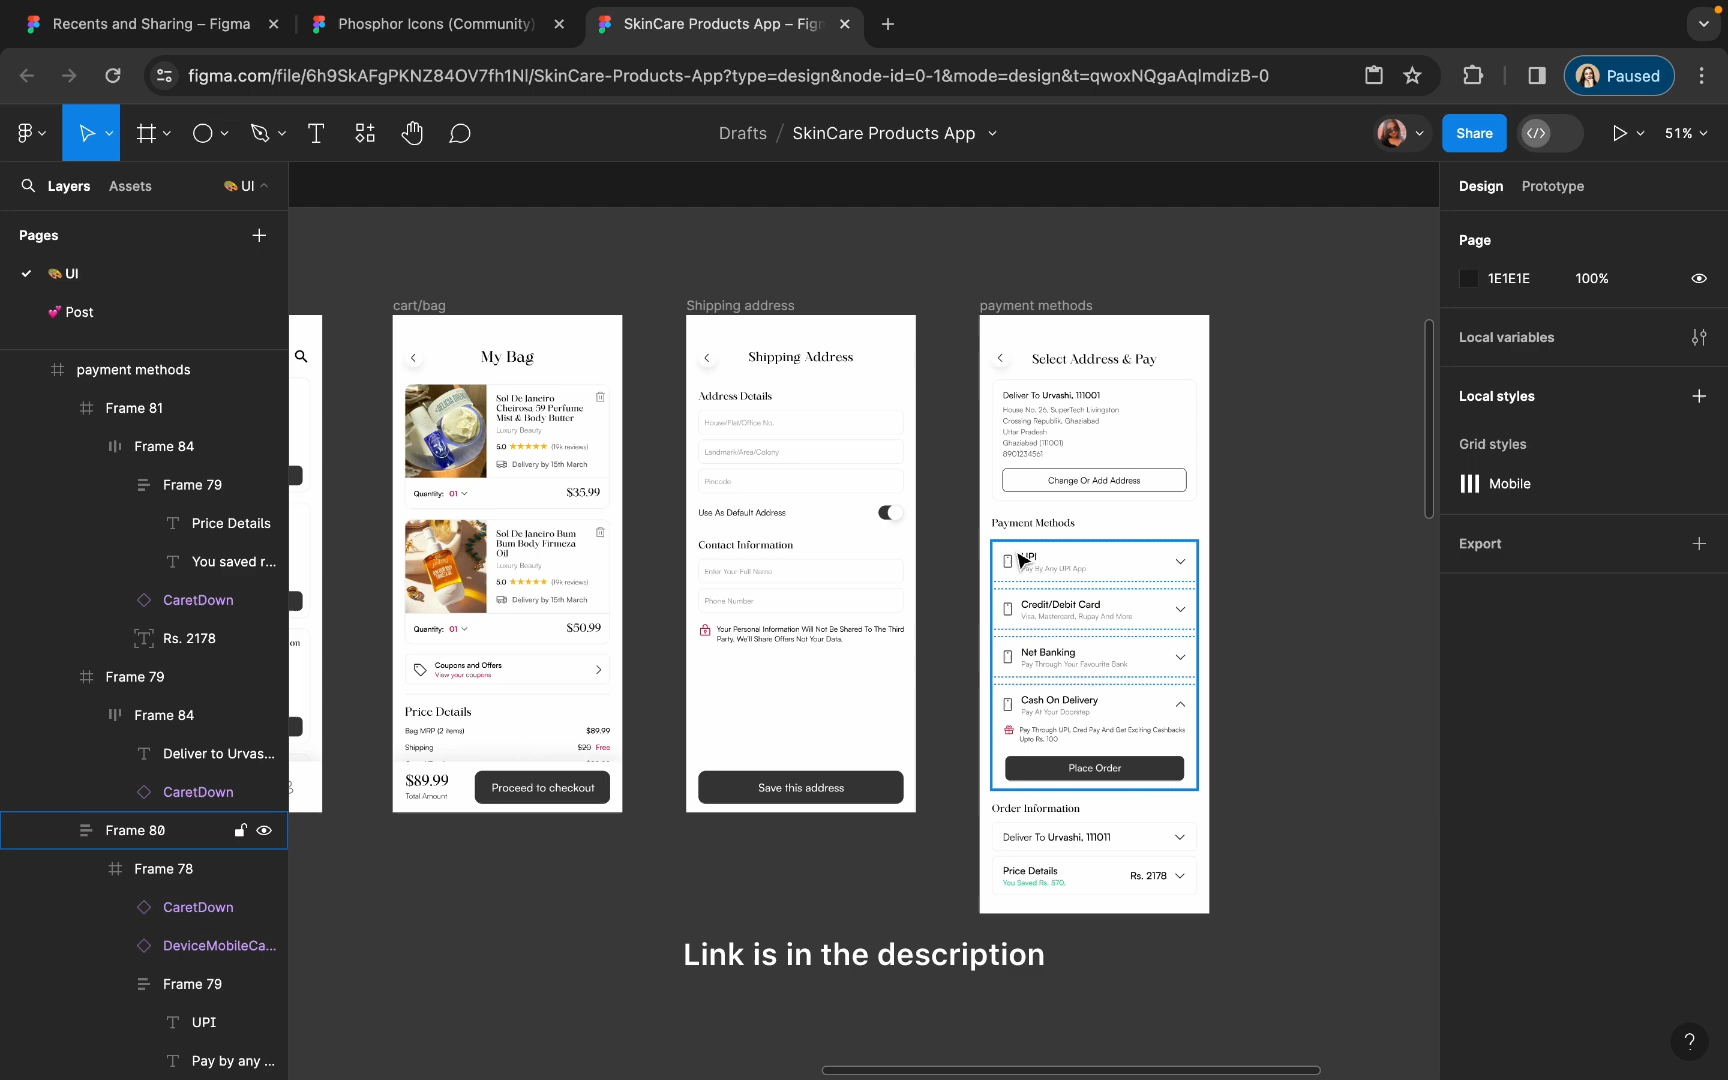 Recents and Sharing – Figma
Phosphor Icons (Community)
SkinCare Products App – Figm
figma.com/file/6h9SkAFgPKNZ84OV7fh1Nl/SkinCare-Products-App?type=design&node-id=0-1&mode=design&t=qwoxNQgaAqlmdizB-0
Paused
Drafts / SkinCare Products App
Share
51%
Layers
Assets
UI
Pages
UI
Post
payment methods
Frame 81
Frame 84
Frame 79
Price Details
You saved r...
CaretDown
Rs. 2178
Frame 79
Frame 84
Deliver to Urvas...
CaretDown
Frame 80
Frame 78
CaretDown
DeviceMobileCa...
Frame 79
UPI
Pay by any ...
on
cart/bag
My Bag
Sol De Janeiro
Cheirosa 59 Perfume
Mist & Body Butter
Luxury Beauty
5.0 ★★★★★ (19k reviews)
Delivery by 15th March
Quantity: 01
$35.99
Sol De Janeiro Bum
Bum Body Firmeza
Oil
Luxury Beauty
5.0 ★★★★★ (19k reviews)
Delivery by 15th March
Quantity: 01
$50.99
Coupons and Offers
View your coupons
Price Details
Bag MRP (2 items)
$89.99
Shipping
$20 Free
$89.99
Total Amount
Proceed to checkout
Shipping address
Shipping Address
Address Details
House/Flat/Office No.
Landmark/Area/Colony
Pincode
Use As Default Address
Contact Information
Enter Your Full Name
Phone Number
Your Personal Information Will Not Be Shared To The Third
Party. We'll Share Offers Not Your Data.
Save this address
payment methods
Select Address & Pay
Deliver To Urvashi, 111001
House No. 26, SuperTech Livingston
Crossing Republik, Ghaziabad
Uttar Pradesh
Ghaziabad (111001)
8901234561
Change Or Add Address
Payment Methods
UPI
Pay By Any UPI App
Credit/Debit Card
Visa, Mastercard, Rupay And More
Net Banking
Pay Through Your Favourite Bank
Cash On Delivery
Pay At Your Doorstep
Pay Through UPI, Cred Pay And Get Exciting Cashbacks
Upto Rs. 100
Place Order
Order Information
Deliver To Urvashi, 111011
Price Details
You Saved Rs. 570.
Rs. 2178
Link is in the description
Design
Prototype
Page
1E1E1E
100%
Local variables
Local styles
Grid styles
Mobile
Export
?